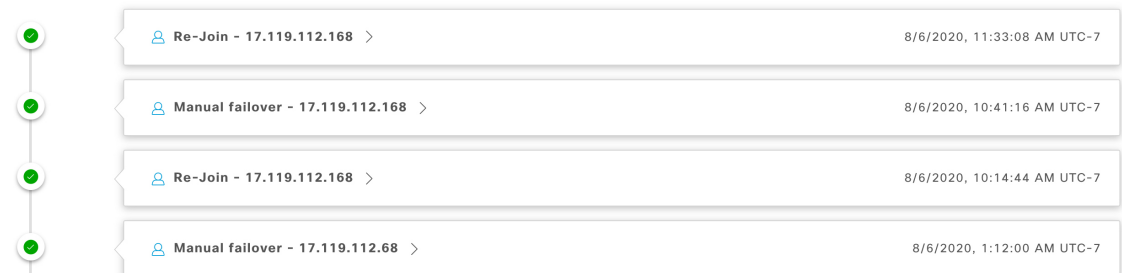 Re-Join - 17.119.112.168 8/6/2020, 11:33:08 AM UTC-7
Manual failover - 17.119.112.168 8/6/2020, 10:41:16 AM UTC-7
Re-Join - 17.119.112.168 8/6/2020, 10:14:44 AM UTC-7
Manual failover - 17.119.112.68 8/6/2020, 1:12:00 AM UTC-7